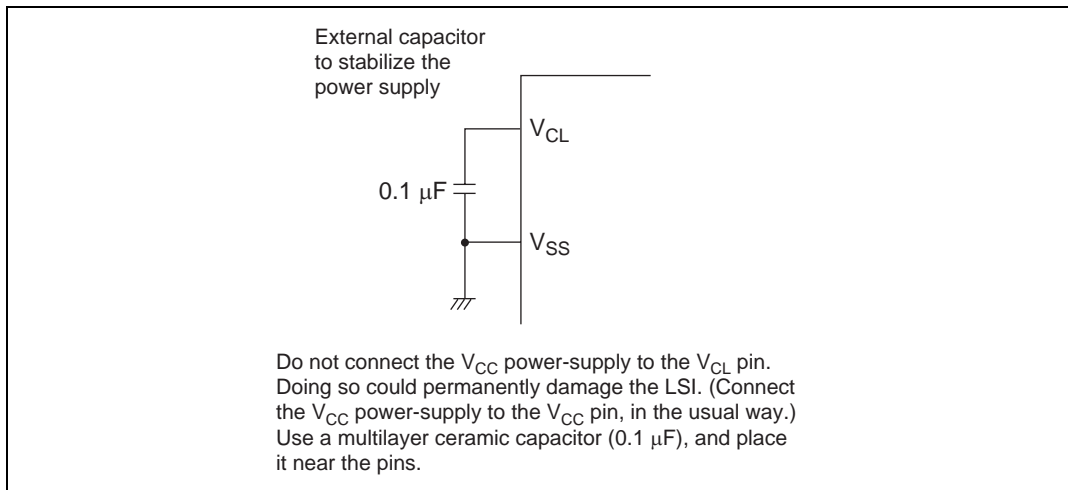 External capacitor
to stabilize the
power supply
VCL
0.1 μF
VSS
Do not connect the VCC power-supply to the VCL pin.
Doing so could permanently damage the LSI. (Connect
the VCC power-supply to the VCC pin, in the usual way.)
Use a multilayer ceramic capacitor (0.1 μF), and place
it near the pins.